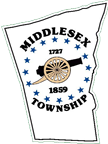 MIDDLESEX
1727
1859
TOWNSHIP